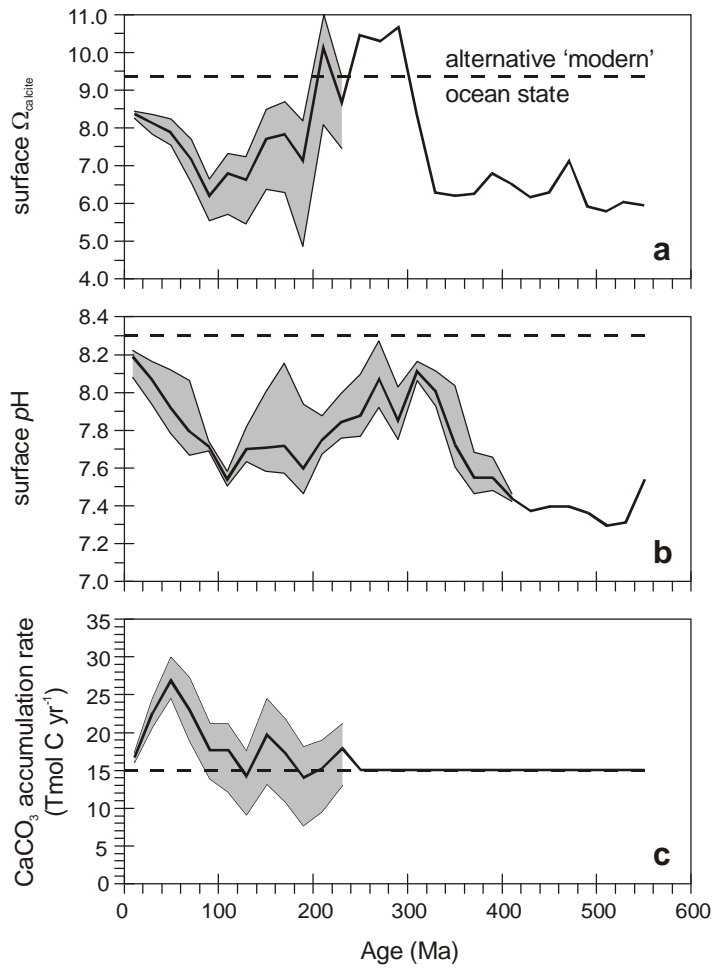 11.0
10.0
9.0
8.0
7.0
6.0
5.0
4.0
surface Ωcalcite
alternative ‘modern’
ocean state
a
8.4
8.2
8.0
7.8
7.6
7.4
7.2
7.0
surface pH
b
35
30
25
20
15
10
5
0
CaCO3 accumulation rate
(Tmol C yr-1)
c
0 100 200 300 400 500 600
Age (Ma)